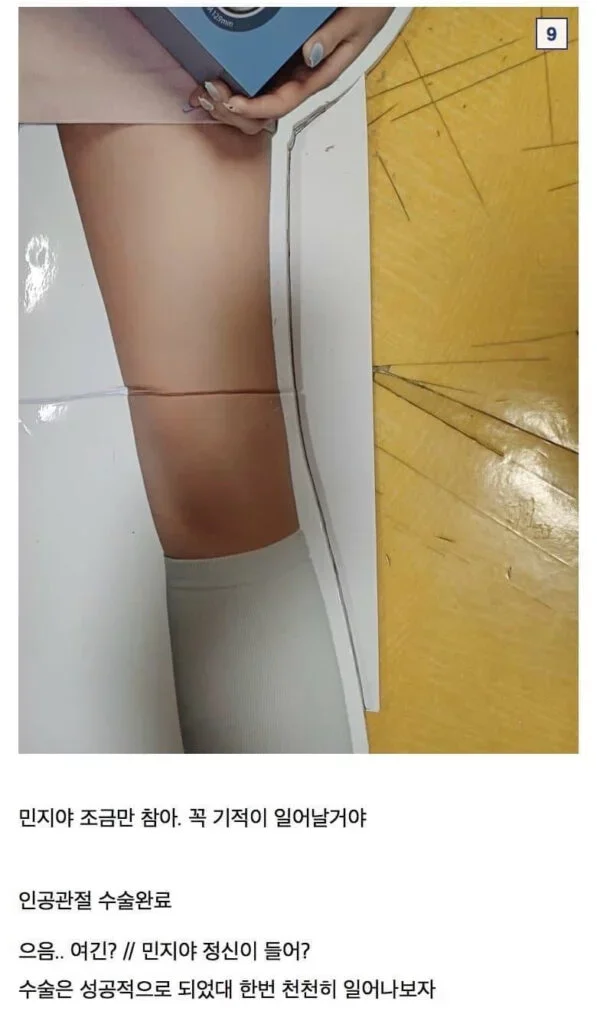 9
민지야 조금만 참아. 꼭 기적이 일어날거야
인공관절 수술완료
으음.. 여긴? // 민지야 정신이 들어?
수술은 성공적으로 되었대 한번 천천히 일어나보자